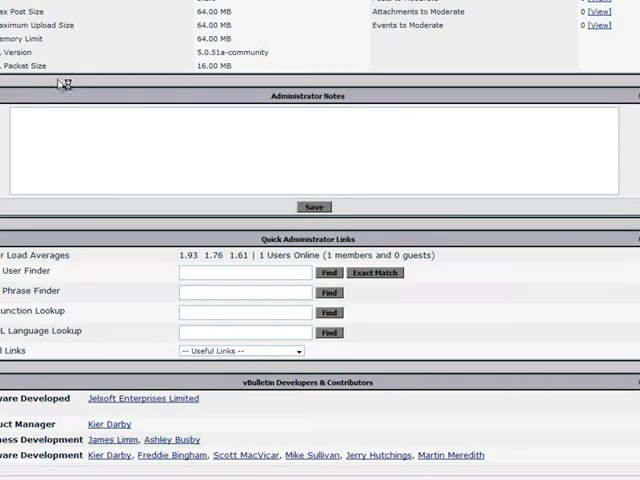 ax Post Size 64.00 MB Attachments to Moderate 0 [View]
aximum Upload Size 64.00 MB Events to Moderate 0 [View]
emory Limit 64.00 MB
L Version 5.0.51a-community
L Packet Size 16.00 MB
Administrator Notes
Save
Quick Administrator Links
r Load Averages 1.93 1.76 1.61 | 1 Users Online (1 members and 0 guests)
User Finder Find Exact Match
Phrase Finder Find
unction Lookup Find
L Language Lookup Find
l Links -- Useful Links --
vBulletin Developers & Contributors
ware Developed Jelsoft Enterprises Limited
uct Manager Kier Darby
ness Development James Limm, Ashley Busby
ware Development Kier Darby, Freddie Bingham, Scott MacVicar, Mike Sullivan, Jerry Hutchings, Martin Meredith